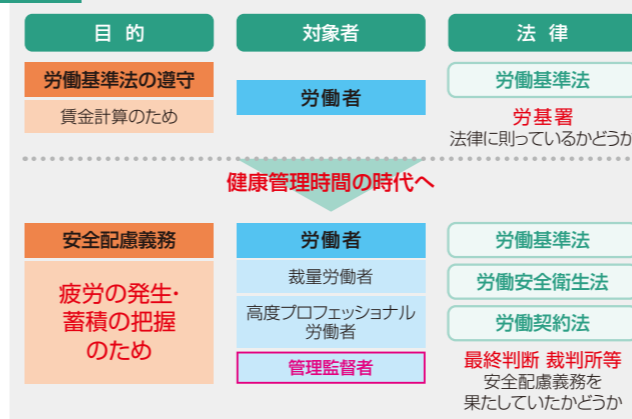 目的
対象者
法律
労働基準法の遵守
賃金計算のため
労働者
労働基準法
労基署
法律に則っているかどうか
健康管理時間の時代へ
安全配慮義務
疲労の発生・
蓄積の把握
のため
労働者
裁量労働者
高度プロフェッショナル
労働者
管理監督者
労働基準法
労働安全衛生法
労働契約法
最終判断 裁判所等
安全配慮義務を
果たしていたかどうか